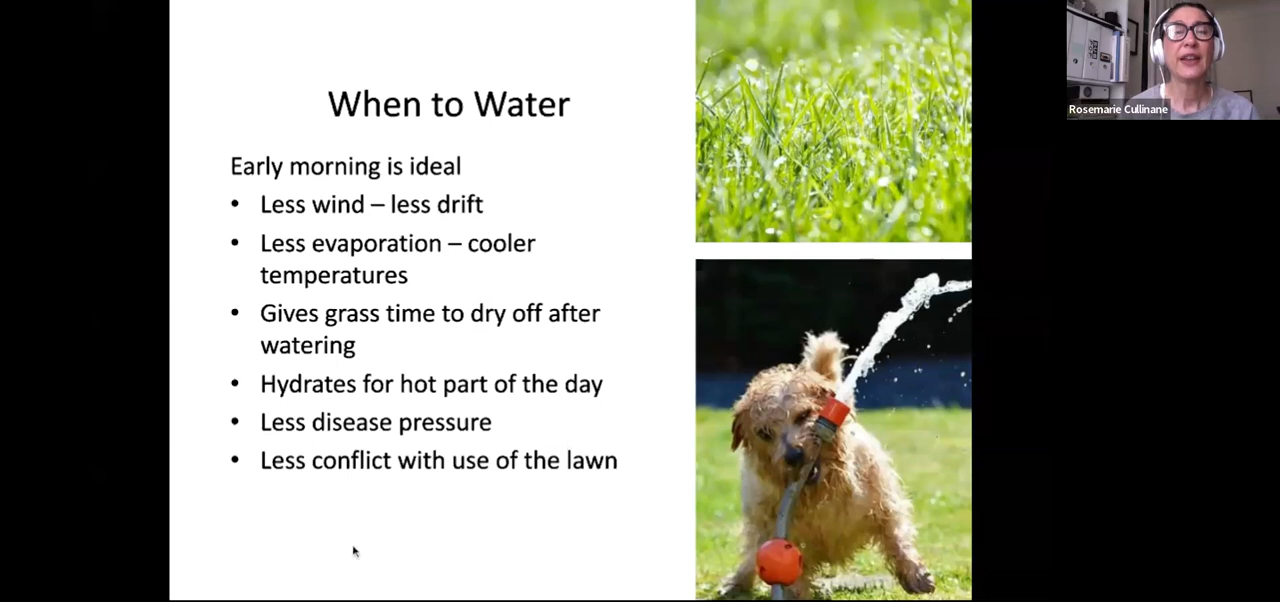 When to Water
Early morning is ideal
• Less wind – less drift
• Less evaporation – cooler
temperatures
• Gives grass time to dry off after
watering
• Hydrates for hot part of the day
• Less disease pressure
• Less conflict with use of the lawn
Rosemarie Cullinane